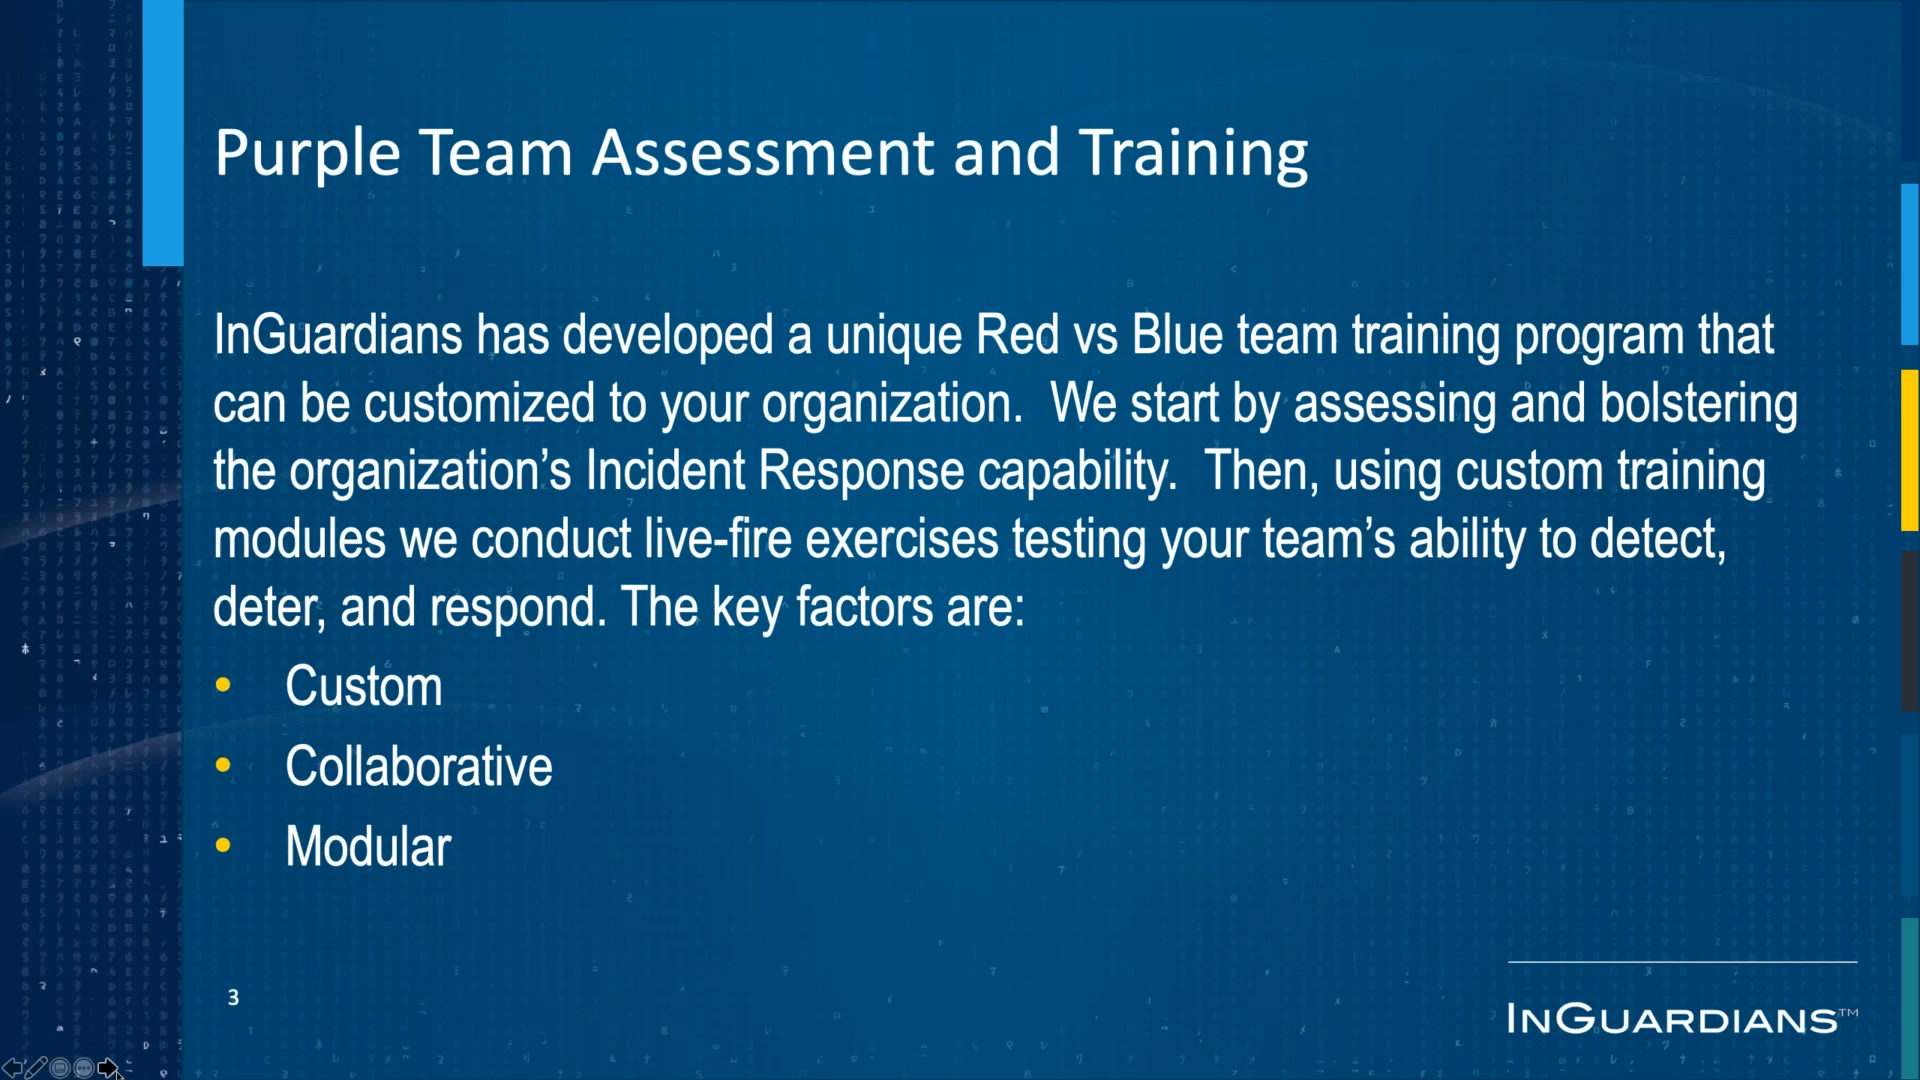 Purple Team Assessment and Training
InGuardians has developed a unique Red vs Blue team training program that
can be customized to your organization.  We start by assessing and bolstering
the organization’s Incident Response capability.  Then, using custom training
modules we conduct live-fire exercises testing your team’s ability to detect,
deter, and respond. The key factors are:
• Custom
• Collaborative
• Modular
3
INGUARDIANS™